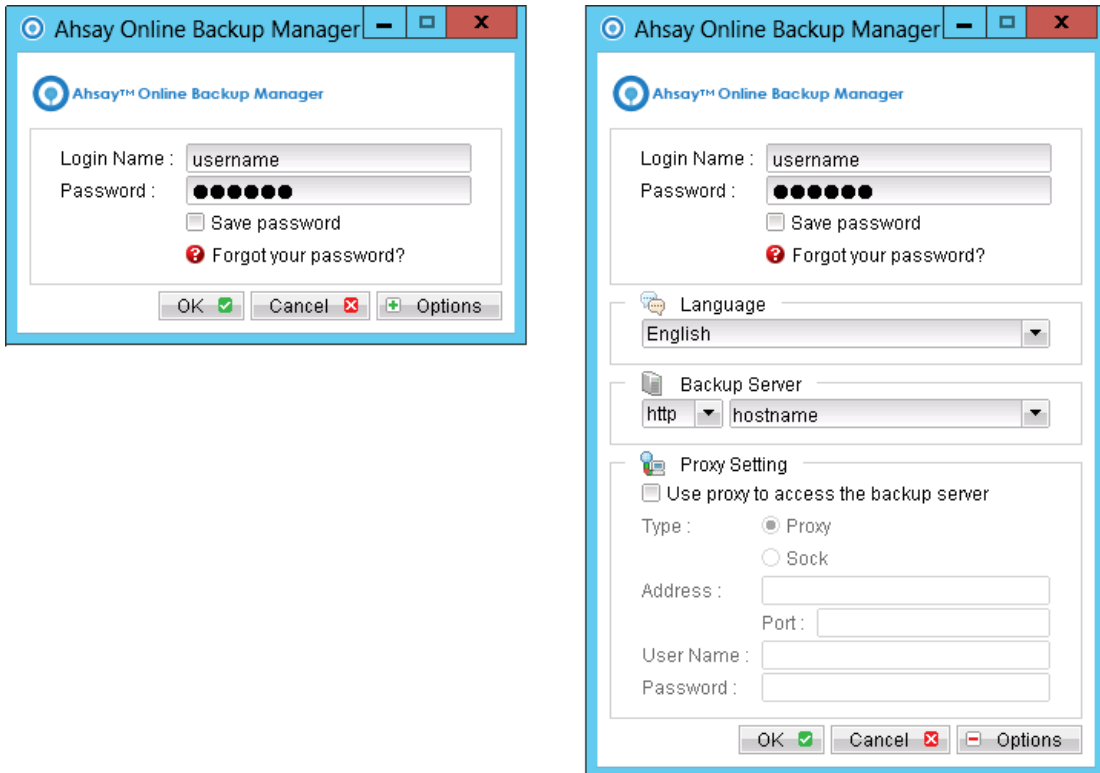 Ahsay Online Backup Manager
Ahsay™ Online Backup Manager
Login Name : username
Password : ●●●●●●
Save password
Forgot your password?
OK Cancel Options
Ahsay Online Backup Manager
Ahsay™ Online Backup Manager
Login Name : username
Password : ●●●●●●
Save password
Forgot your password?
Language
English
Backup Server
http hostname
Proxy Setting
Use proxy to access the backup server
Type : Proxy
Sock
Address :
Port :
User Name :
Password :
OK Cancel Options